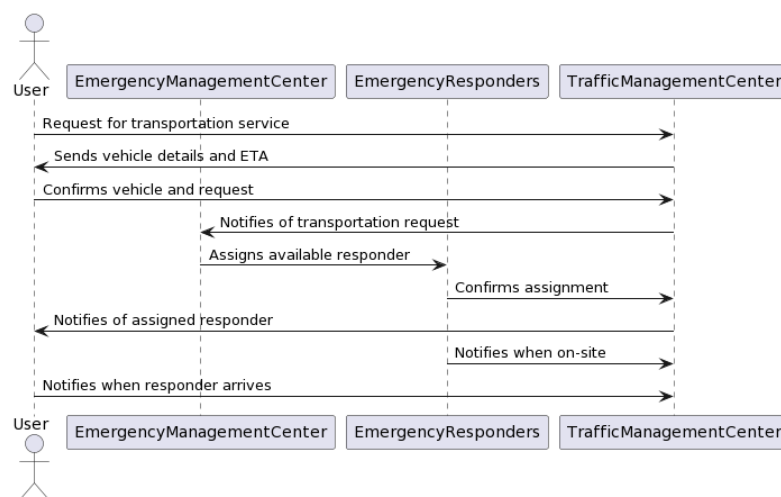 User
EmergencyManagementCenter
EmergencyResponders
TrafficManagementCenter
Request for transportation service
Sends vehicle details and ETA
Confirms vehicle and request
Notifies of transportation request
Assigns available responder
Confirms assignment
Notifies of assigned responder
Notifies when on-site
Notifies when responder arrives
User
EmergencyManagementCenter
EmergencyResponders
TrafficManagementCenter